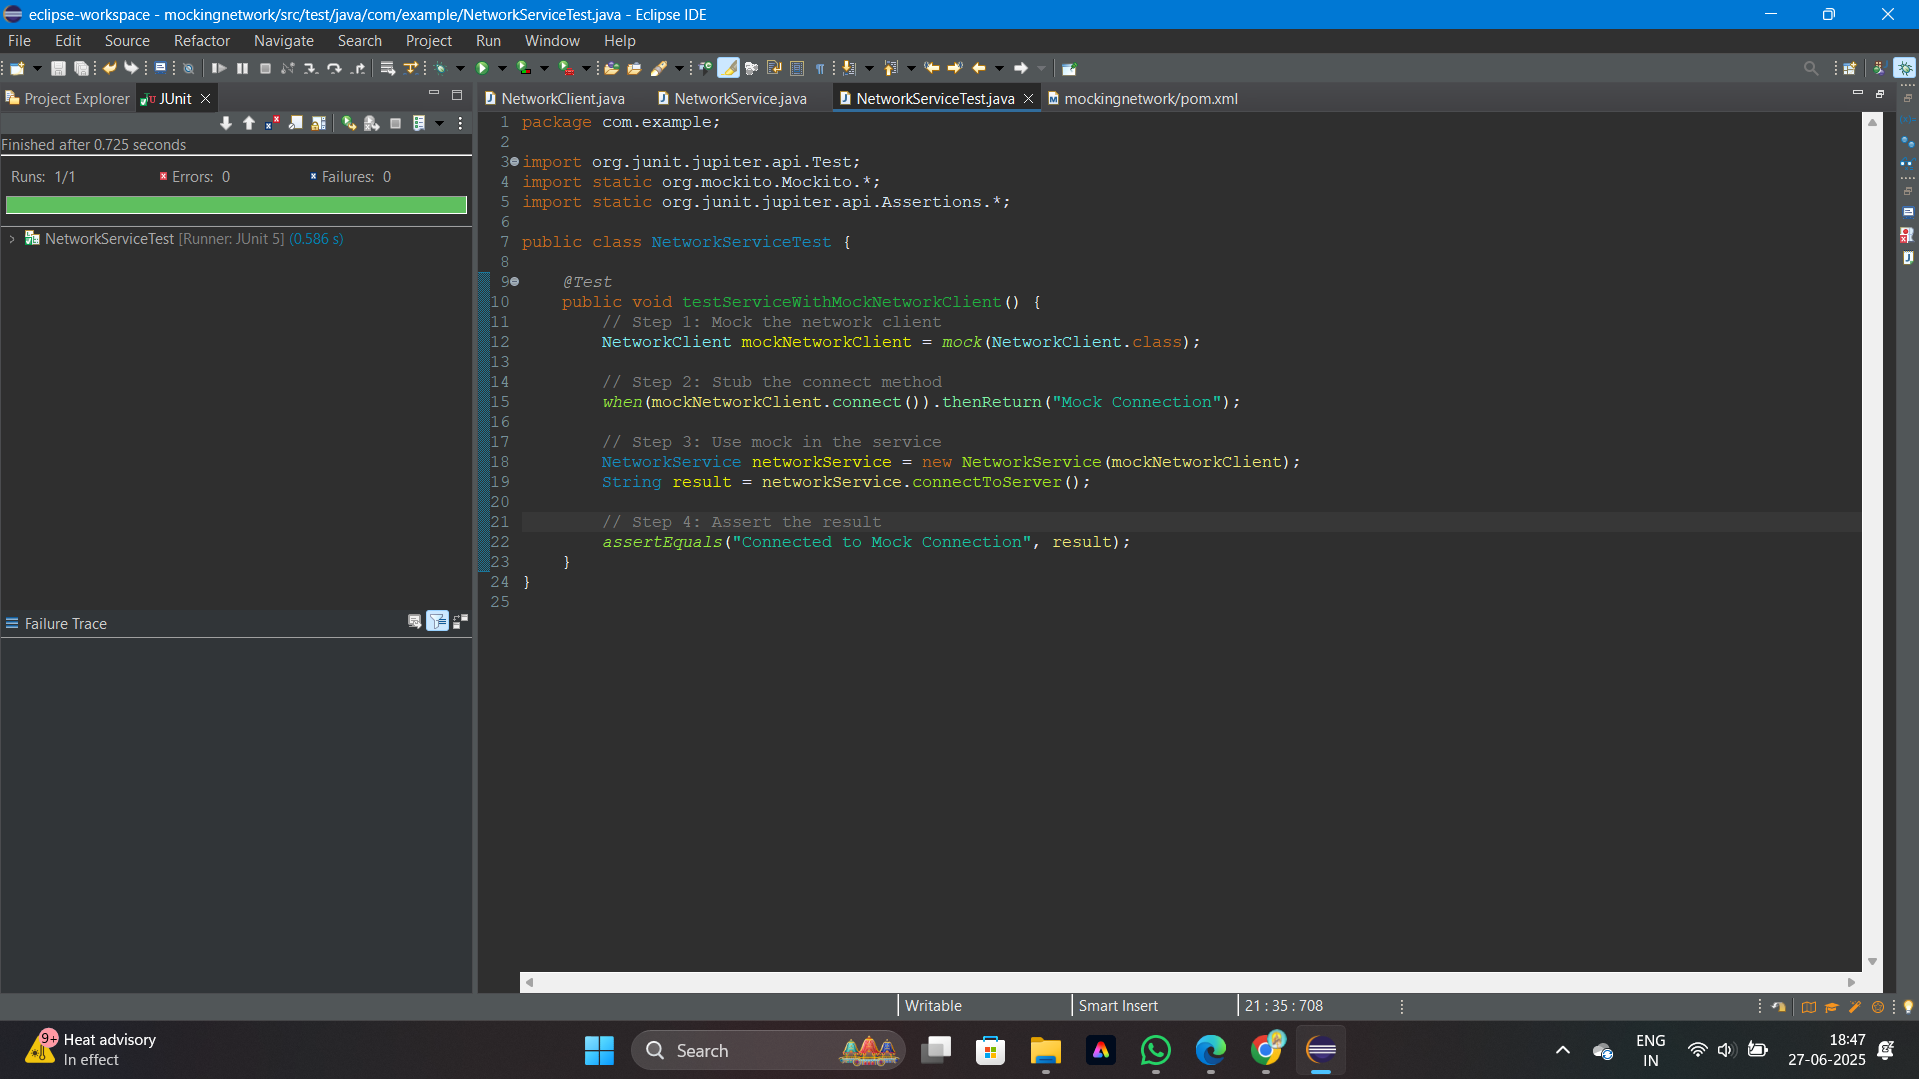 eclipse-workspace - mockingnetwork/src/test/java/com/example/NetworkServiceTest.java - Eclipse IDE
File Edit Source Refactor Navigate Search Project Run Window Help
Project Explorer JUnit
Finished after 0.725 seconds
Runs: 1/1 Errors: 0 Failures: 0
NetworkServiceTest [Runner: JUnit 5] (0.586 s)
Failure Trace
NetworkClient.java NetworkService.java NetworkServiceTest.java mockingnetwork/pom.xml
1 package com.example;
2
3 import org.junit.jupiter.api.Test;
4 import static org.mockito.Mockito.*;
5 import static org.junit.jupiter.api.Assertions.*;
6
7 public class NetworkServiceTest {
8
9 @Test
10 public void testServiceWithMockNetworkClient() {
11 // Step 1: Mock the network client
12 NetworkClient mockNetworkClient = mock(NetworkClient.class);
13
14 // Step 2: Stub the connect method
15 when(mockNetworkClient.connect()).thenReturn("Mock Connection");
16
17 // Step 3: Use mock in the service
18 NetworkService networkService = new NetworkService(mockNetworkClient);
19 String result = networkService.connectToServer();
20
21 // Step 4: Assert the result
22 assertEquals("Connected to Mock Connection", result);
23 }
24 }
25
Writable Smart Insert 21 : 35 : 708
9+ Heat advisory
In effect
Search
ENG
IN
18:47
27-06-2025